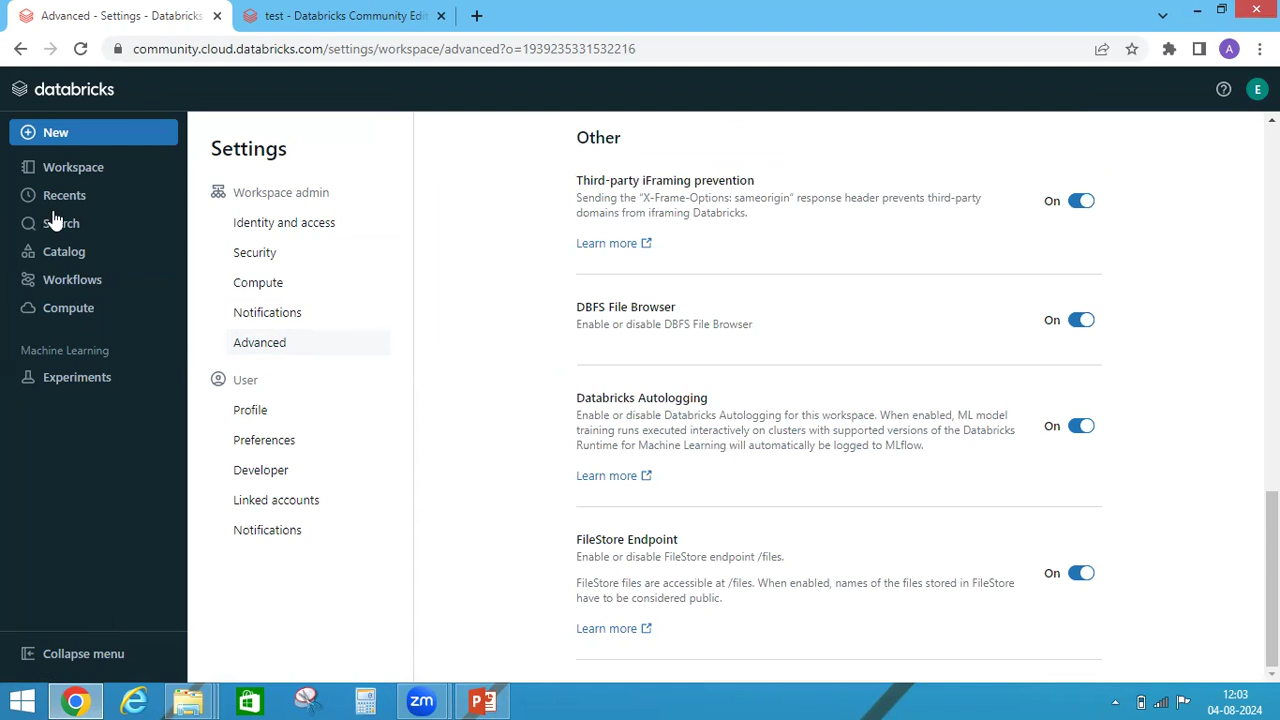 Advanced - Settings - Databricks
test - Databricks Community Edit
community.cloud.databricks.com/settings/workspace/advanced?o=1939235331532216
A
databricks
E
New
Workspace
Recents
Search
Catalog
Workflows
Compute
Machine Learning
Experiments
Collapse menu
Settings
Workspace admin
Identity and access
Security
Compute
Notifications
Advanced
User
Profile
Preferences
Developer
Linked accounts
Notifications
Other
Third-party iFraming prevention
Sending the "X-Frame-Options: sameorigin" response header prevents third-party
domains from iframing Databricks.
On
Learn more
DBFS File Browser
Enable or disable DBFS File Browser
On
Databricks Autologging
Enable or disable Databricks Autologging for this workspace. When enabled, ML model
training runs executed interactively on clusters with supported versions of the Databricks
Runtime for Machine Learning will automatically be logged to MLflow.
On
Learn more
FileStore Endpoint
Enable or disable FileStore endpoint /files.
FileStore files are accessible at /files. When enabled, names of the files stored in FileStore
have to be considered public.
On
Learn more
zm
12:03
04-08-2024